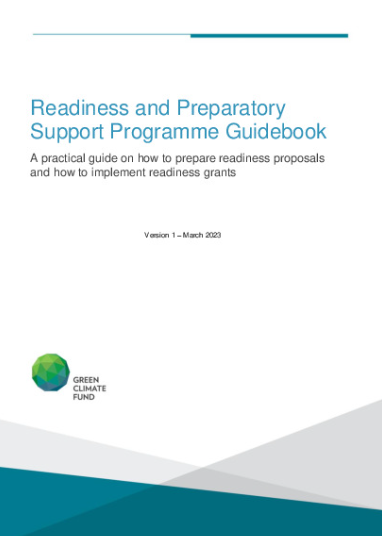 Readiness and Preparatory
Support Programme Guidebook
A practical guide on how to prepare readiness proposals
and how to implement readiness grants
Version 1 – March 2023
GREEN
CLIMATE
FUND